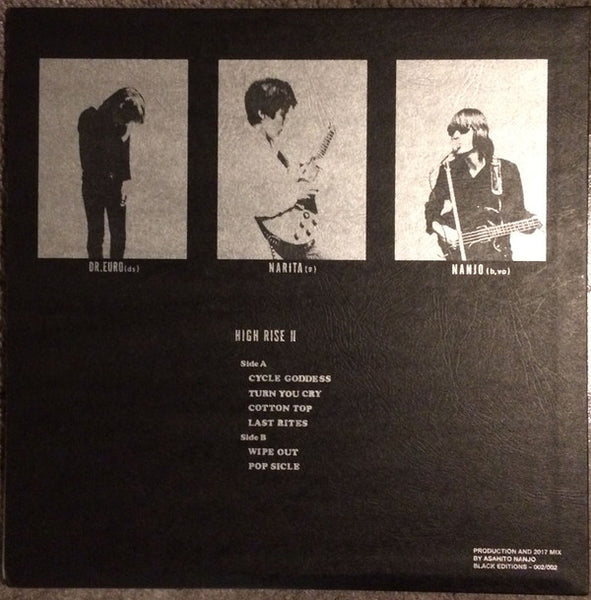 DR.EURO(ds)
NARITA(g)
NANJO(b,vo)
HIGH RISE II
Side A
CYCLE GODDESS
TURN YOU CRY
COTTON TOP
LAST RITES
Side B
WIPE OUT
POP SICLE
PRODUCTION AND 2017 MIX
BY ASAHITO NANJO
BLACK EDITIONS - 002/002